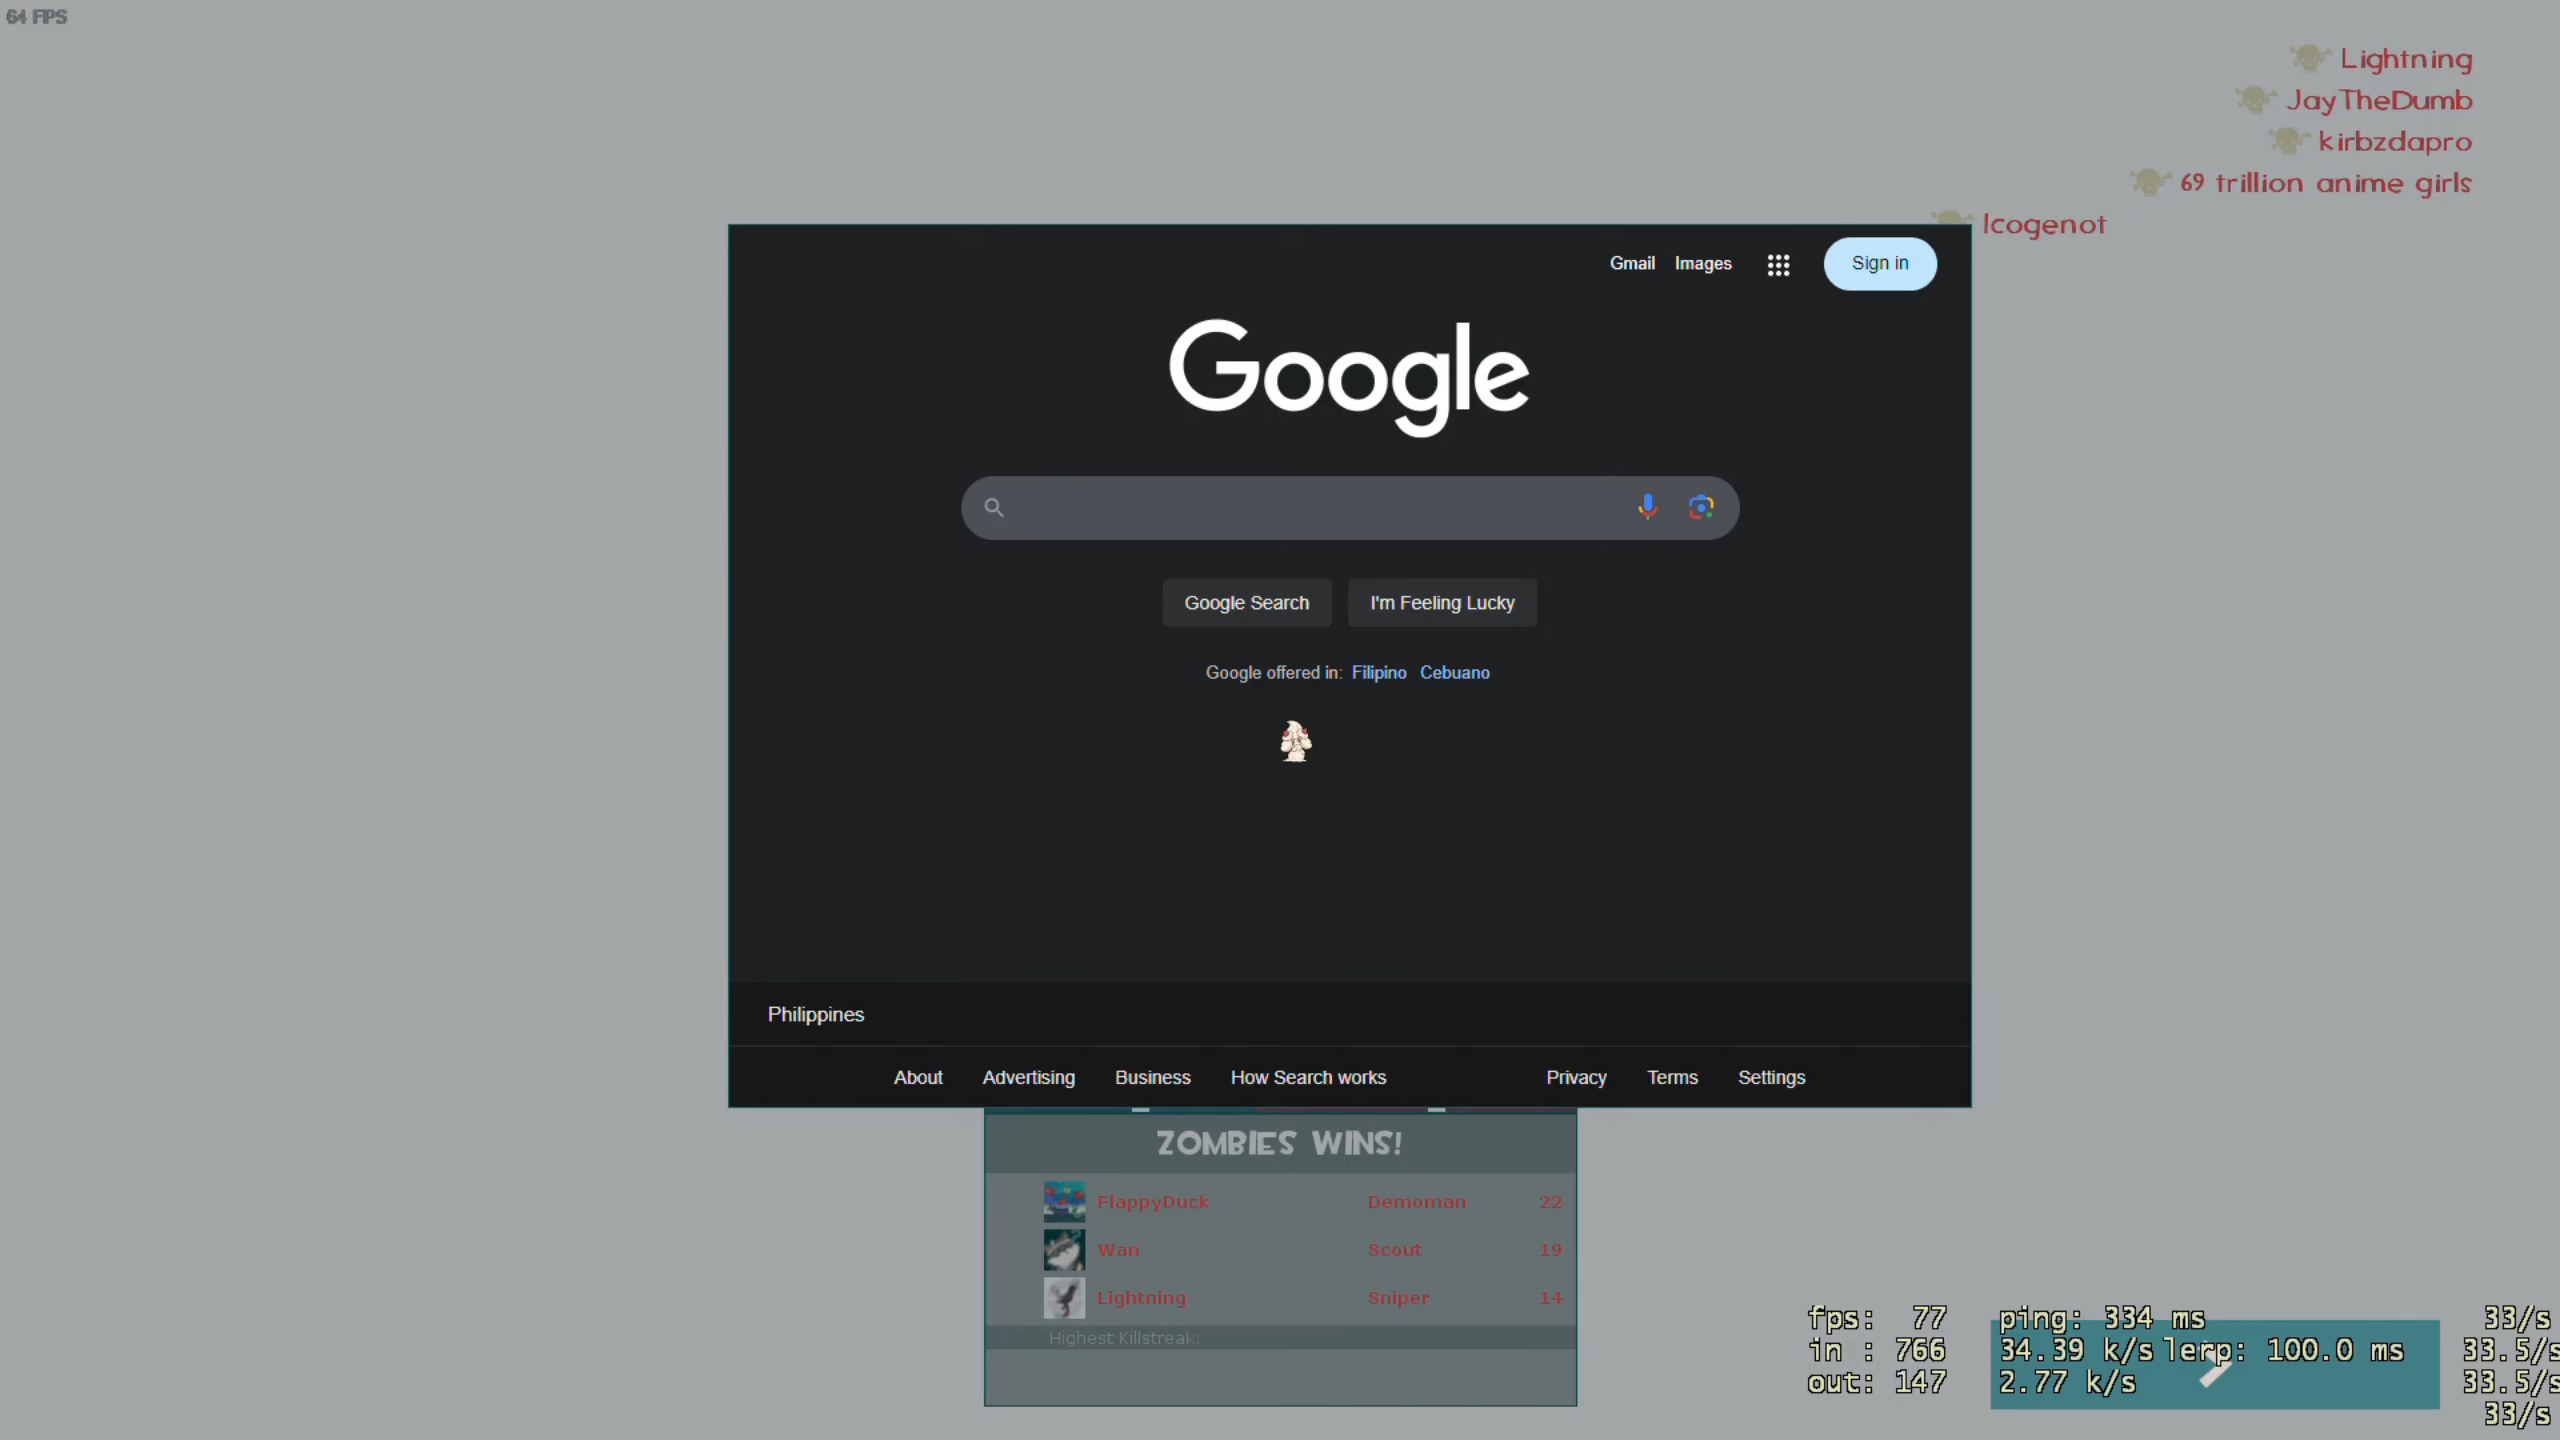 64 FPS
Lightning
JayTheDumb
kirbzdapro
69 trillion anime girls
Icogenot
Gmail Images Sign in
Google
Google Search I'm Feeling Lucky
Google offered in: Filipino Cebuano
Philippines
About Advertising Business How Search works Privacy Terms Settings
ZOMBIES WINS!
FlappyDuck Demoman 22
Wan Scout 19
Lightning Sniper 14
Highest Killstreak:
fps: 77 ping: 334 ms 33/s
in : 766 34.39 k/s lerp: 100.0 ms 33.5/s
out: 147 2.77 k/s 33.5/s
33/s